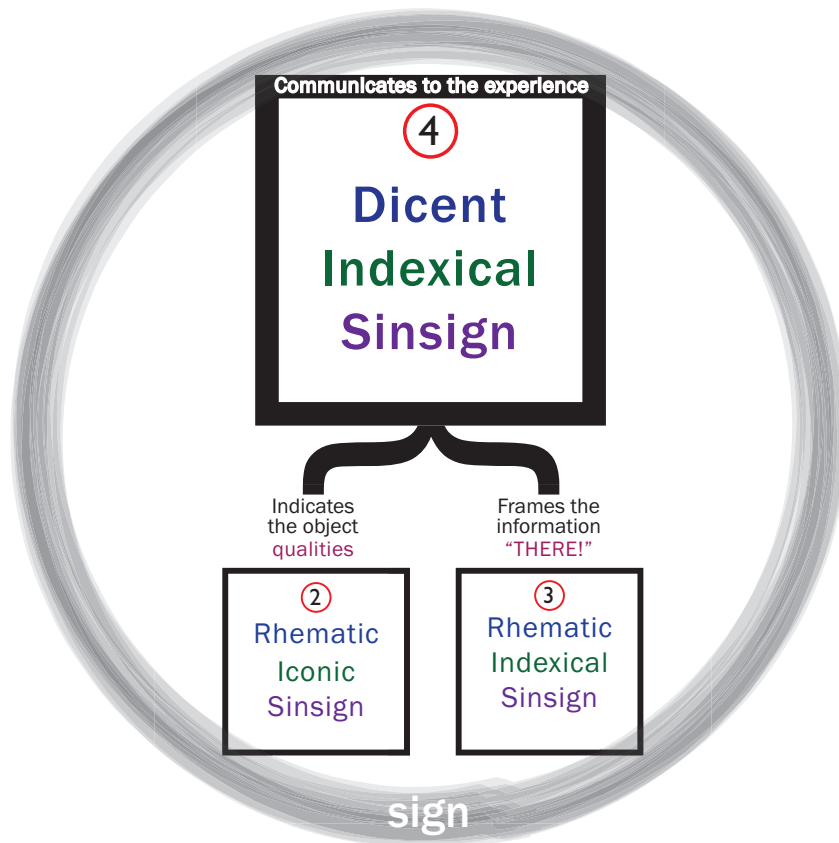 Communicates to the experience
4
Dicent
Indexical
Sinsign
Indicates
the object
qualities
Frames the
information
“THERE!”
2
Rhematic
Iconic
Sinsign
3
Rhematic
Indexical
Sinsign
sign